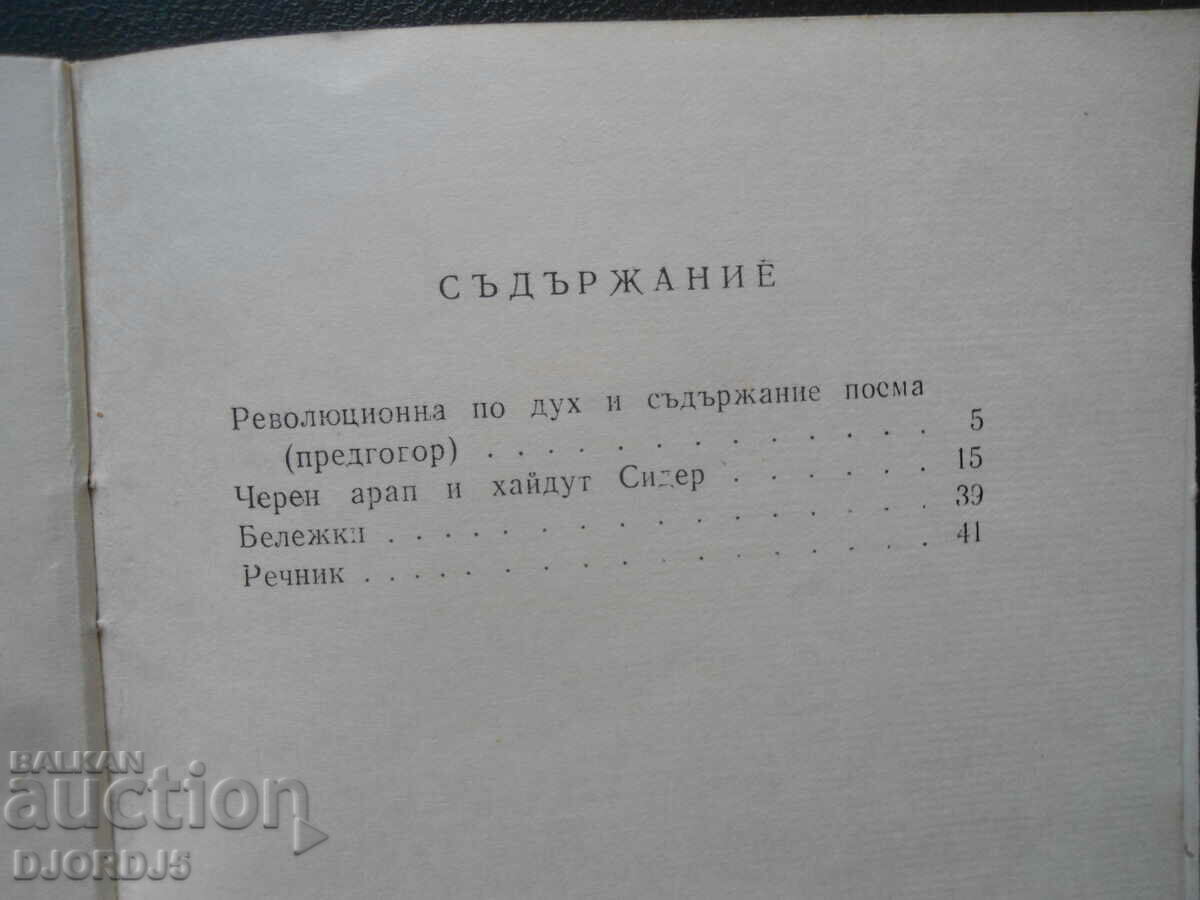 СЪДЪРЖАНИЕ
Революционна по дух и съдържание посма
(предгогор) . . . . . . . . . . . . . 5
Черен арап и хайдут Сидер . . . . . . 15
Бележки . . . . . . . . . . . . . . 39
Речник . . . . . . . . . . . . . . . 41
BALKAN
auction
DJORDJ5